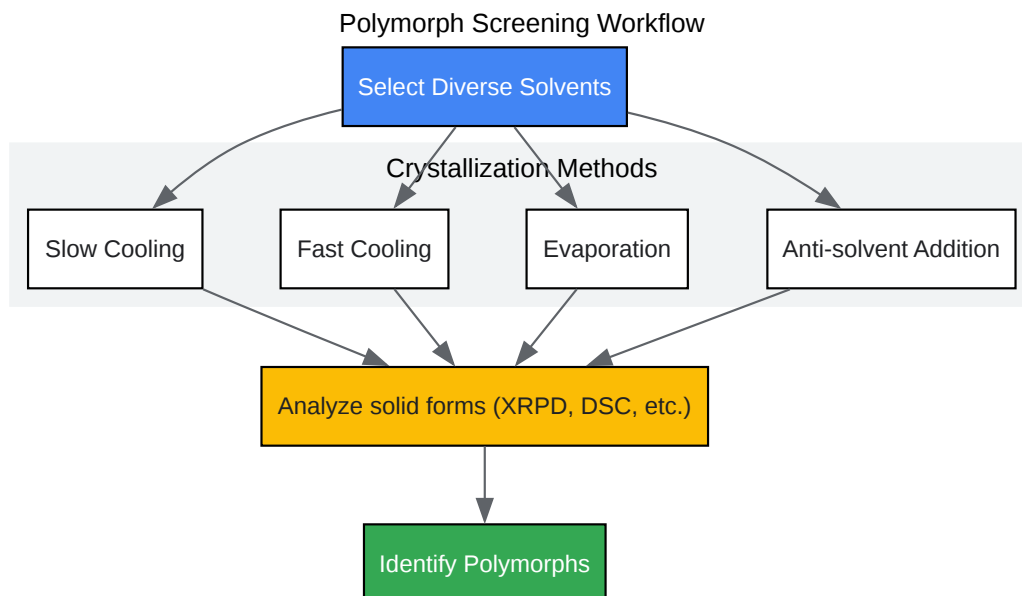 Polymorph Screening Workflow
Select Diverse Solvents
Crystallization Methods
Slow Cooling
Fast Cooling
Evaporation
Anti-solvent Addition
Analyze solid forms (XRPD, DSC, etc.)
Identify Polymorphs